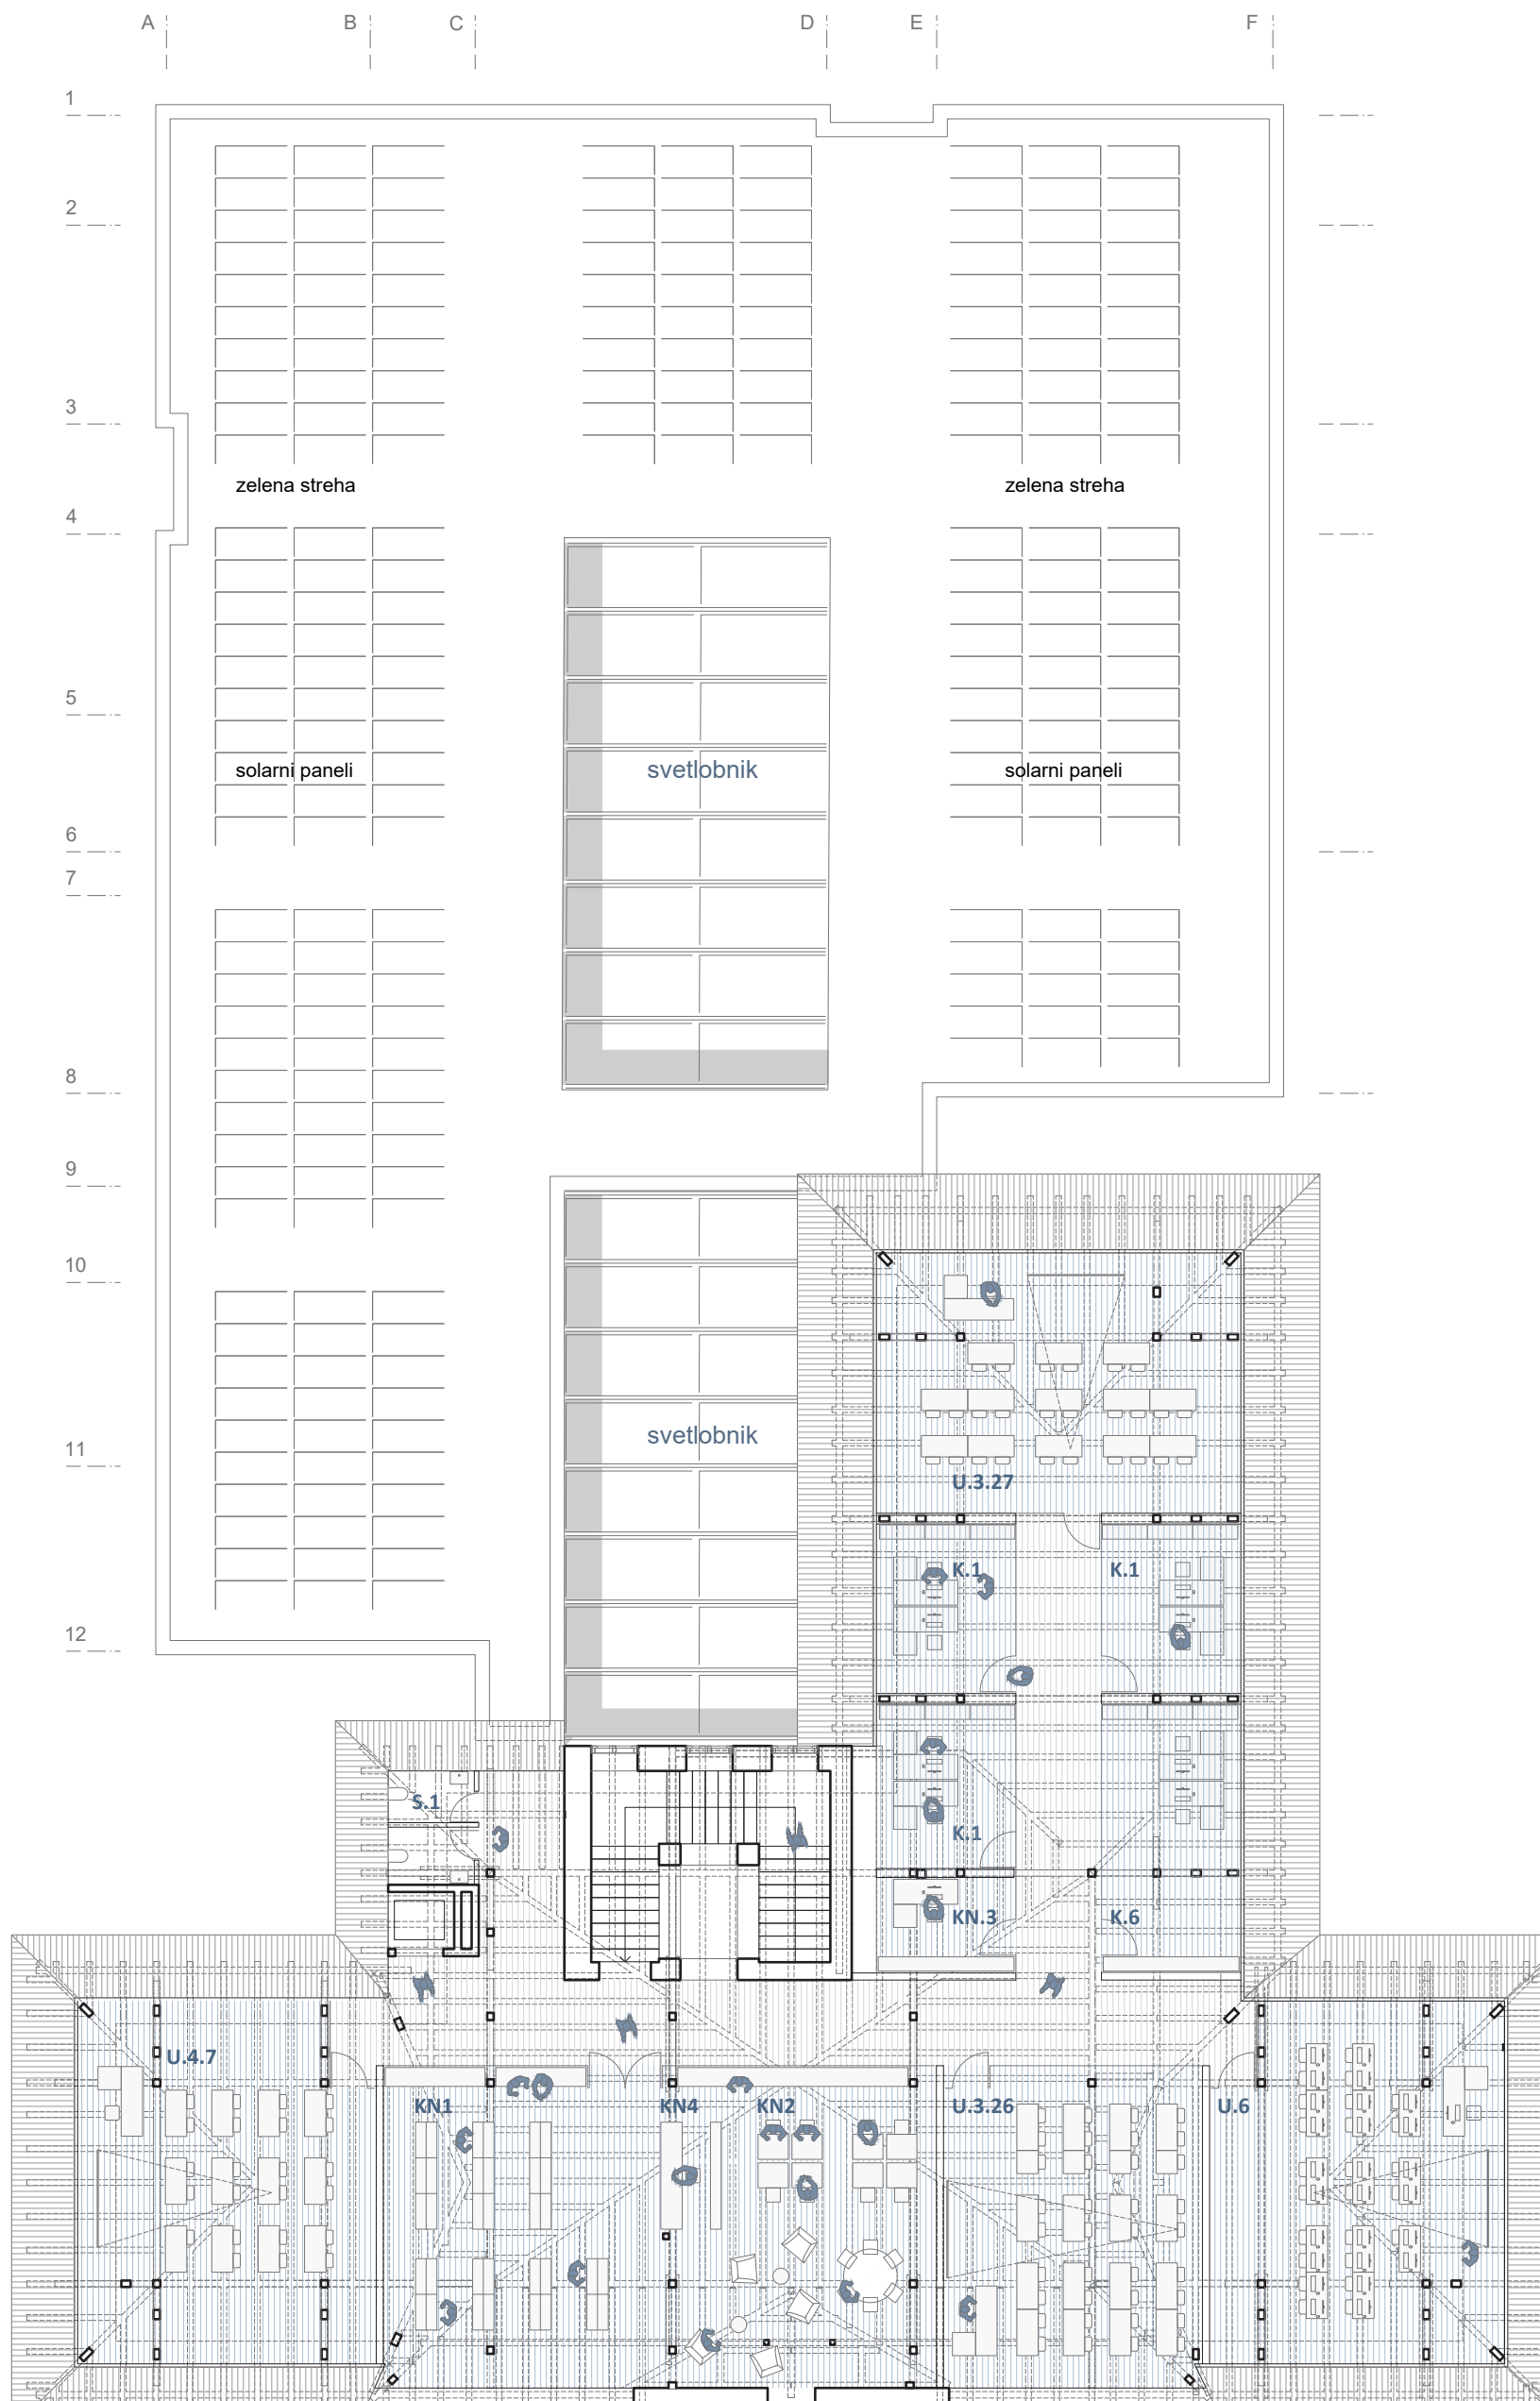 A B C D E F
1
2
3
zelena streha zelena streha
4
5
solarni paneli svetlobnik solarni paneli
6
7
8
9
10
svetlobnik
11
U.3.27
K.1 K.1
12
S.1
K.1
KN.3 K.6
U.4.7
KN1 KN4 KN2 U.3.26 U.6